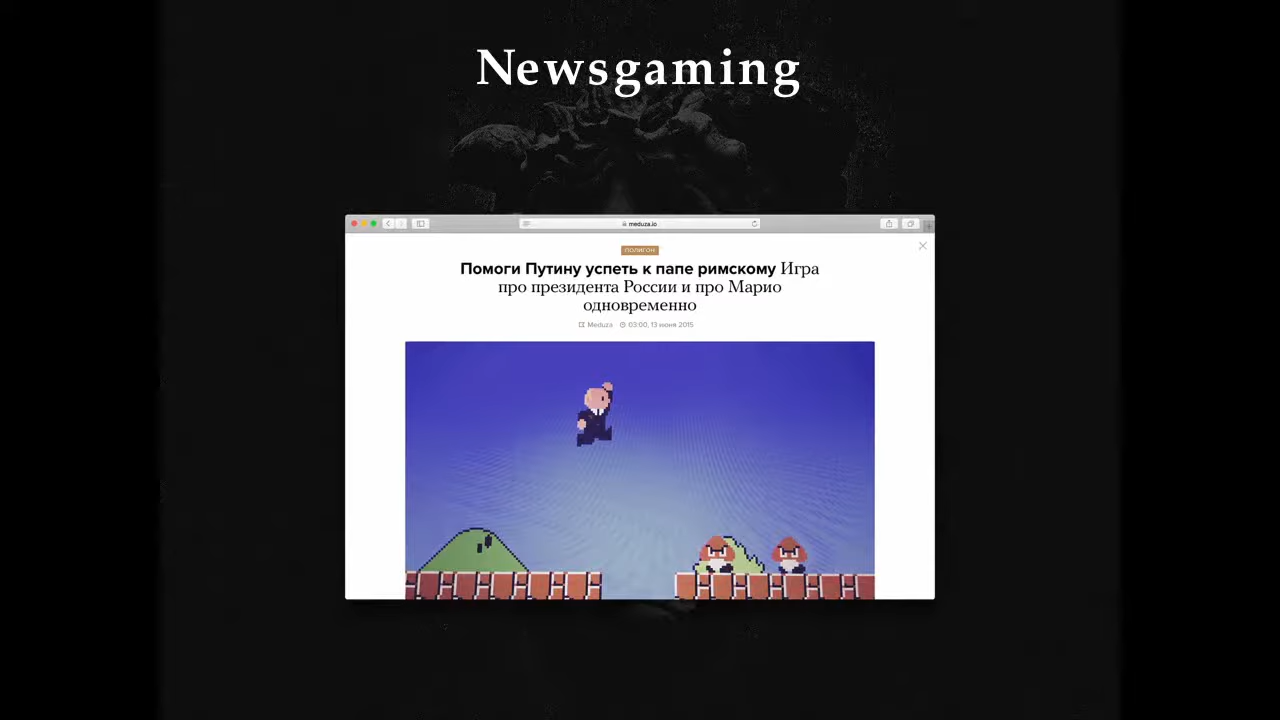 Newsgaming
meduza.io
ПОЛИГОН
Помоги Путину успеть к папе римскому Игра
про президента России и про Марио
одновременно
Meduza 03:00, 13 июня 2015